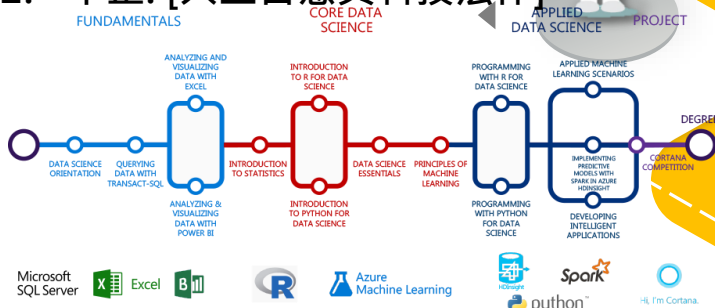 FUNDAMENTALS
CORE DATA
SCIENCE
APPLIED
DATA SCIENCE
PROJECT
ANALYZING AND
VISUALIZING
DATA WITH
EXCEL
INTRODUCTION
TO R FOR DATA
SCIENCE
PROGRAMMING
WITH R FOR
DATA SCIENCE
APPLIED MACHINE
LEARNING SCENARIOS
DEGREE
DATA SCIENCE
ORIENTATION
QUERYING
DATA WITH
TRANSACT-SQL
INTRODUCTION
TO STATISTICS
DATA SCIENCE
ESSENTIALS
PRINCIPLES OF
MACHINE
LEARNING
IMPLEMENTING
PREDICTIVE
MODELS WITH
SPARK IN AZURE
HDINSIGHT
CORTANA
COMPETITION
ANALYZING &
VISUALIZING
DATA WITH
POWER BI
INTRODUCTION
TO PYTHON FOR
DATA SCIENCE
PROGRAMMING
WITH PYTHON
FOR DATA
SCIENCE
DEVELOPING
INTELLIGENT
APPLICATIONS
Microsoft
SQL Server
Excel
R
Azure
Machine Learning
HDInsight
Spark
python
Hi, I'm Cortana.